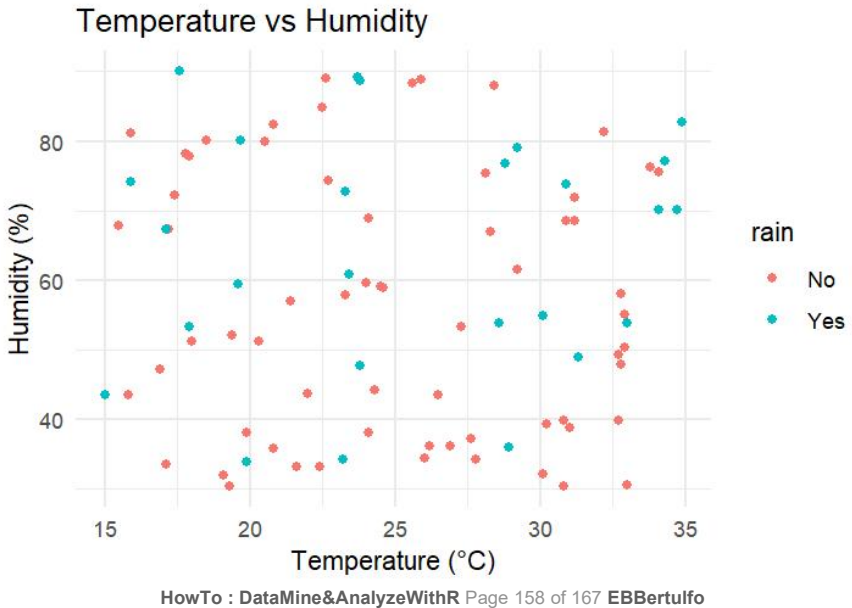 Temperature vs Humidity
80
60
40
Humidity (%)
15 20 25 30 35
Temperature (°C)
rain
No
Yes
HowTo : DataMine&AnalyzeWithR Page 158 of 167 EBBertulfo